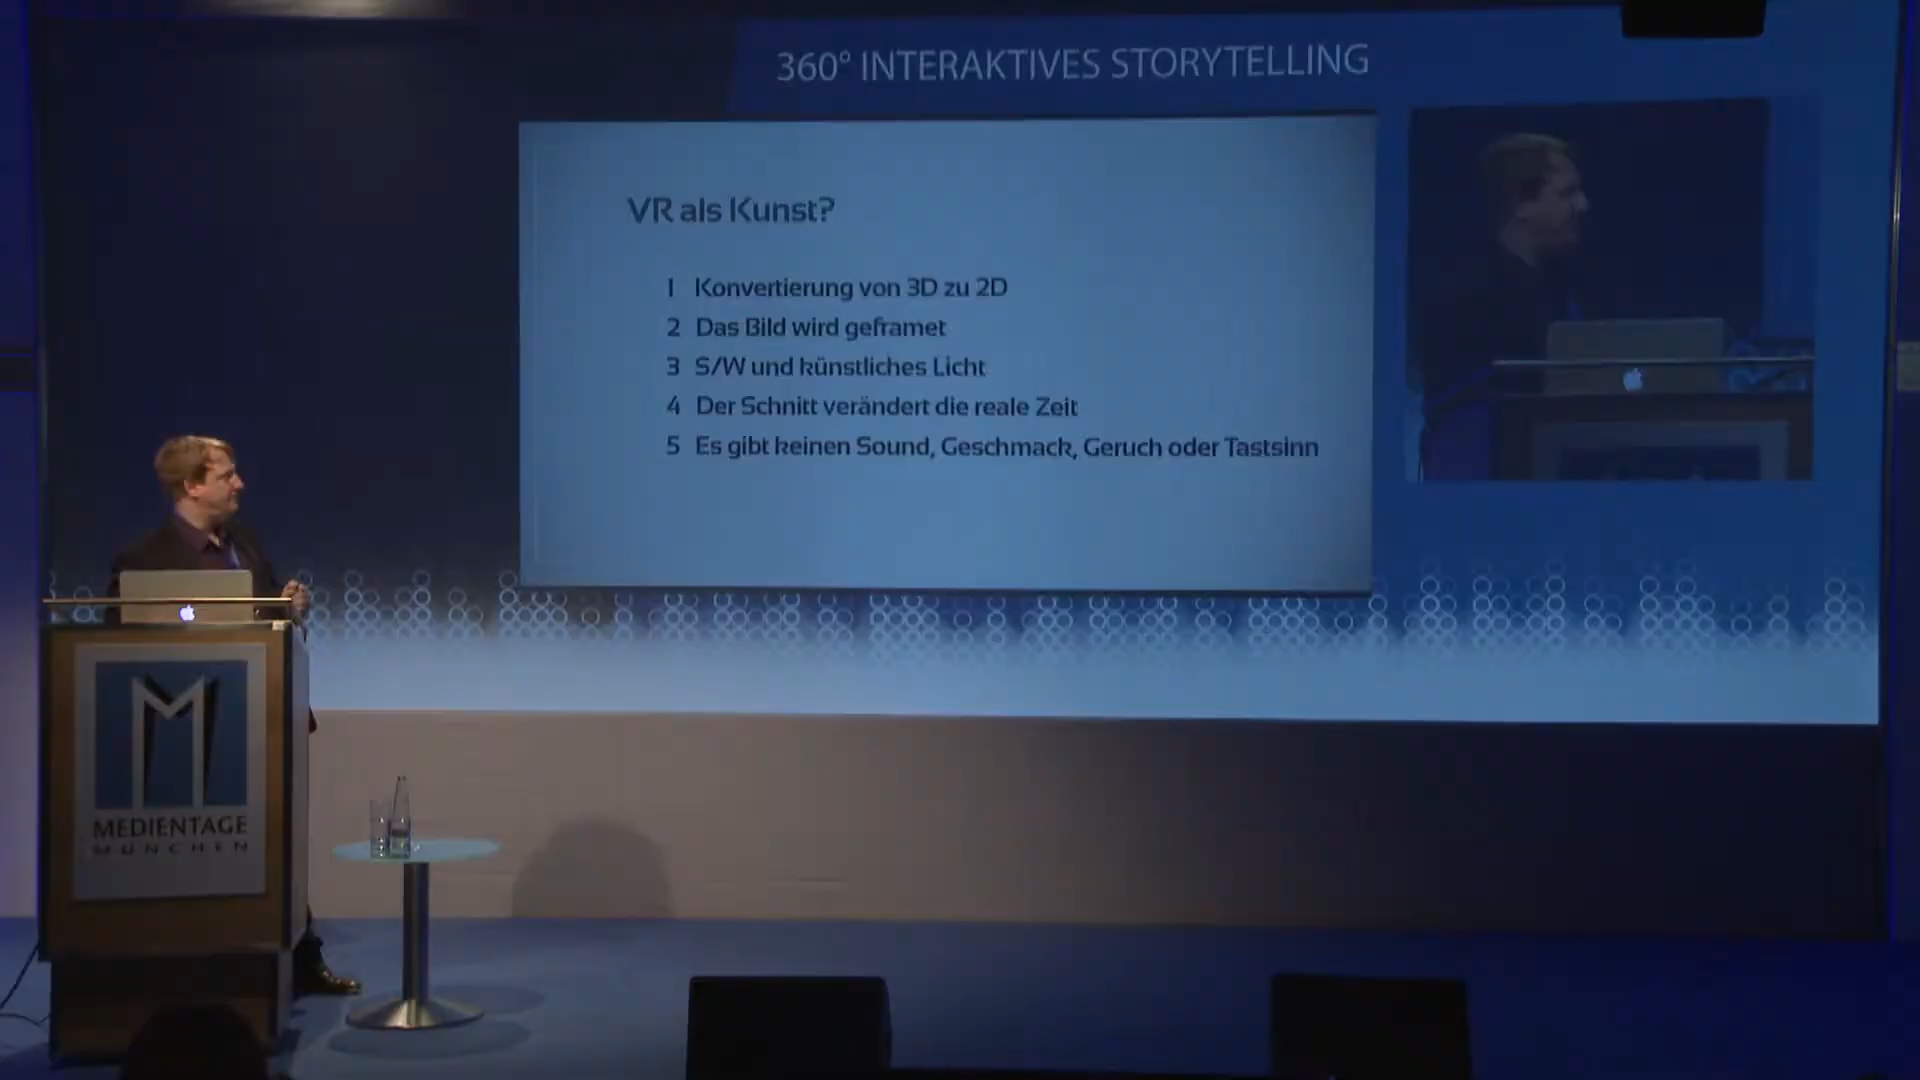 360° INTERAKTIVES STORYTELLING
VR als Kunst?
1 Konvertierung von 3D zu 2D
2 Das Bild wird geframet
3 S/W und künstliches Licht
4 Der Schnitt verändert die reale Zeit
5 Es gibt keinen Sound, Geschmack, Geruch oder Tastsinn
M
MEDIENTAGE
MÜNCHEN